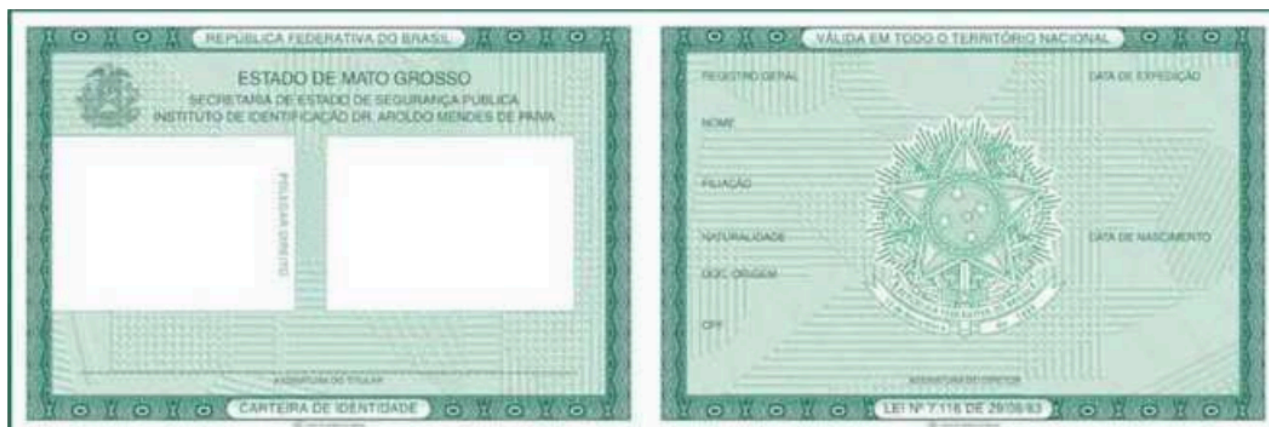 REPÚBLICA FEDERATIVA DO BRASIL
ESTADO DE MATO GROSSO
SECRETARIA DE ESTADO DE SEGURANÇA PÚBLICA
INSTITUTO DE IDENTIFICAÇÃO DR. AROLDO MENDES DE PAIVA
POLEGAR DIREITO
ASSINATURA DO TITULAR
CARTEIRA DE IDENTIDADE
VÁLIDA EM TODO O TERRITÓRIO NACIONAL
REGISTRO GERAL
DATA DE EXPEDIÇÃO
NOME
FILIAÇÃO
NATURALIDADE
DATA DE NASCIMENTO
DOC. ORIGEM
CPF
ASSINATURA DO DIRETOR
LEI Nº 7.116 DE 29/08/83